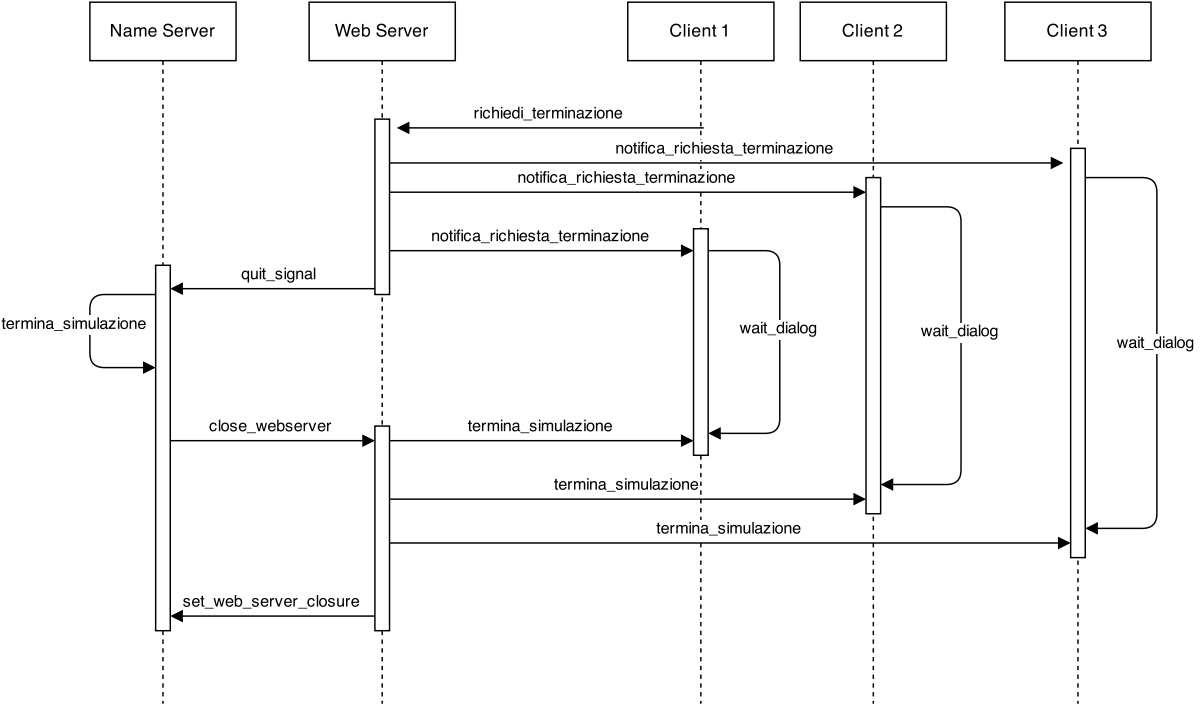 Name Server
Web Server
Client 1
Client 2
Client 3
richiedi_terminazione
notifica_richiesta_terminazione
notifica_richiesta_terminazione
notifica_richiesta_terminazione
quit_signal
termina_simulazione
wait_dialog
wait_dialog
wait_dialog
close_webserver
termina_simulazione
termina_simulazione
termina_simulazione
set_web_server_closure